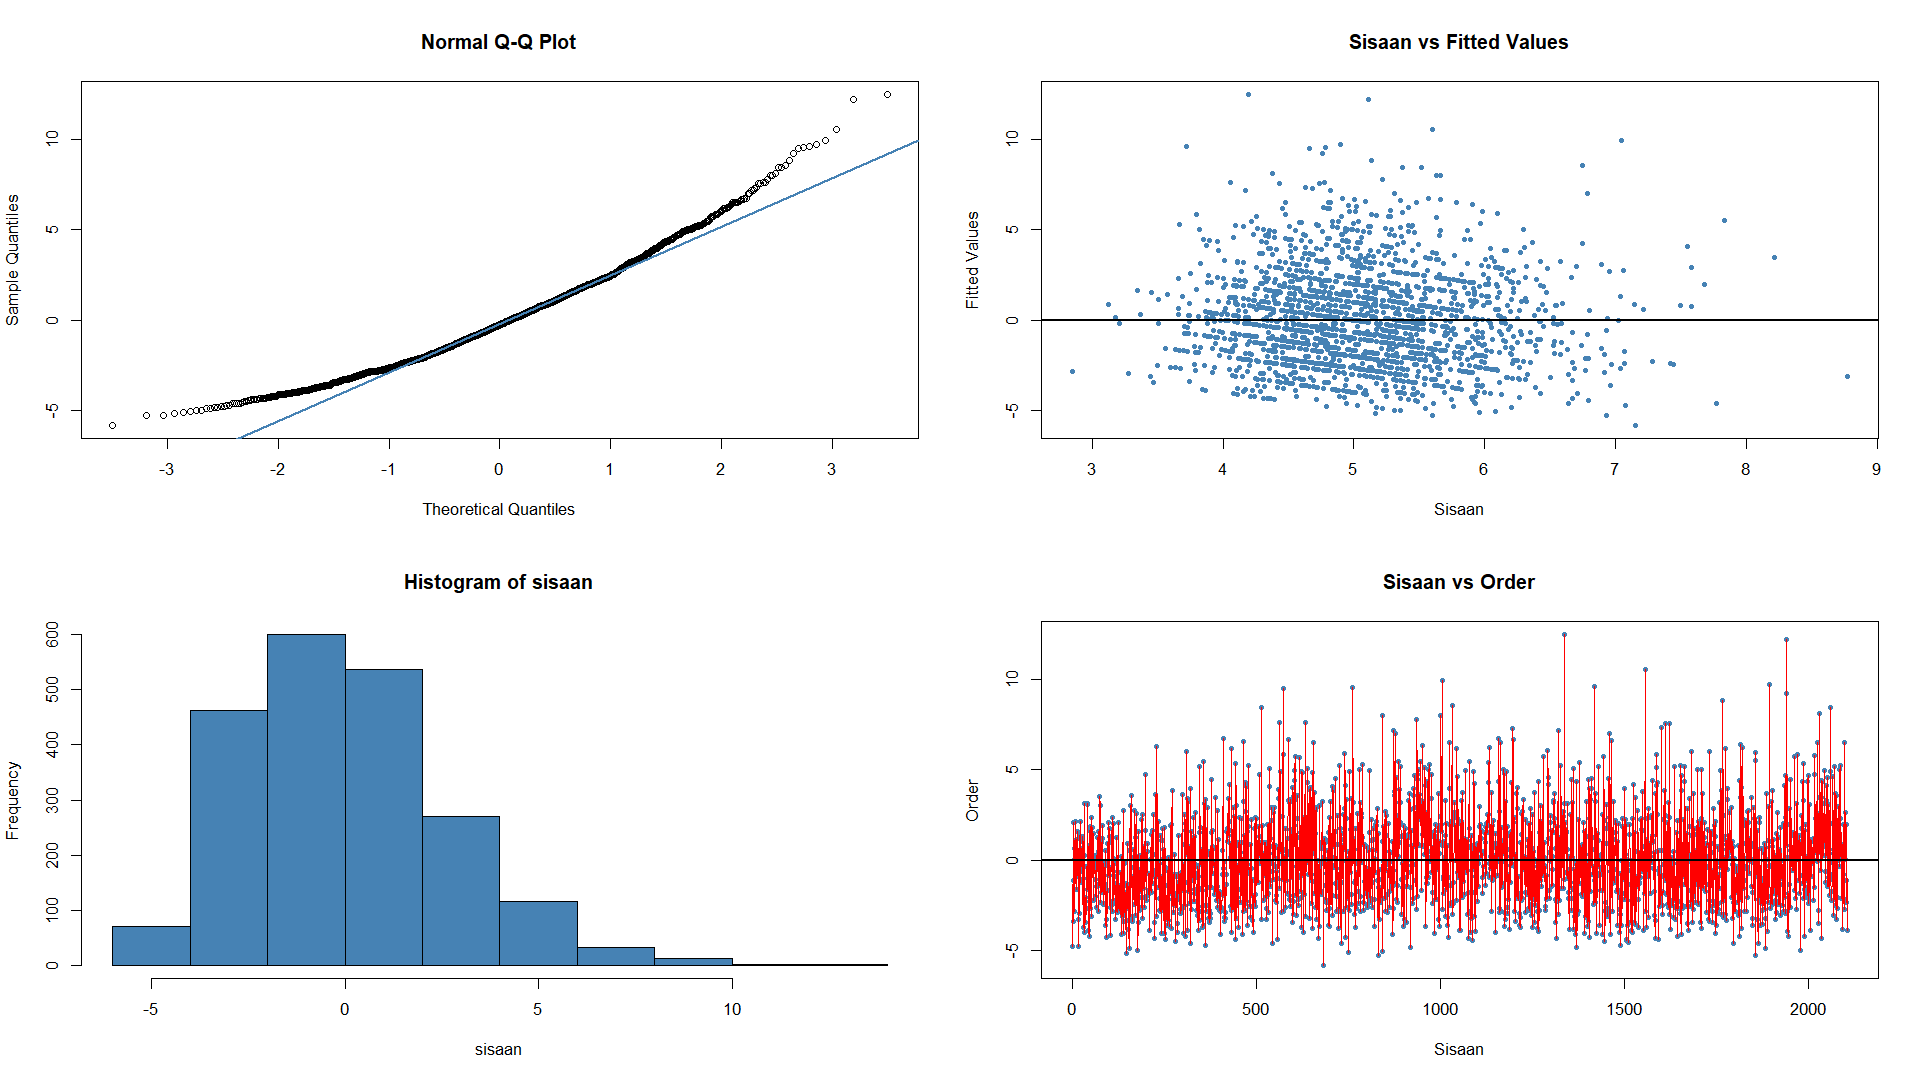 Normal Q-Q Plot
Sample Quantiles
10
5
0
-5
-3 -2 -1 0 1 2 3
Theoretical Quantiles
Sisaan vs Fitted Values
Fitted Values
10
5
0
-5
3 4 5 6 7 8 9
Sisaan
Histogram of sisaan
Frequency
600
500
400
300
200
100
0
-5 0 5 10
sisaan
Sisaan vs Order
Order
10
5
0
-5
0 500 1000 1500 2000
Sisaan